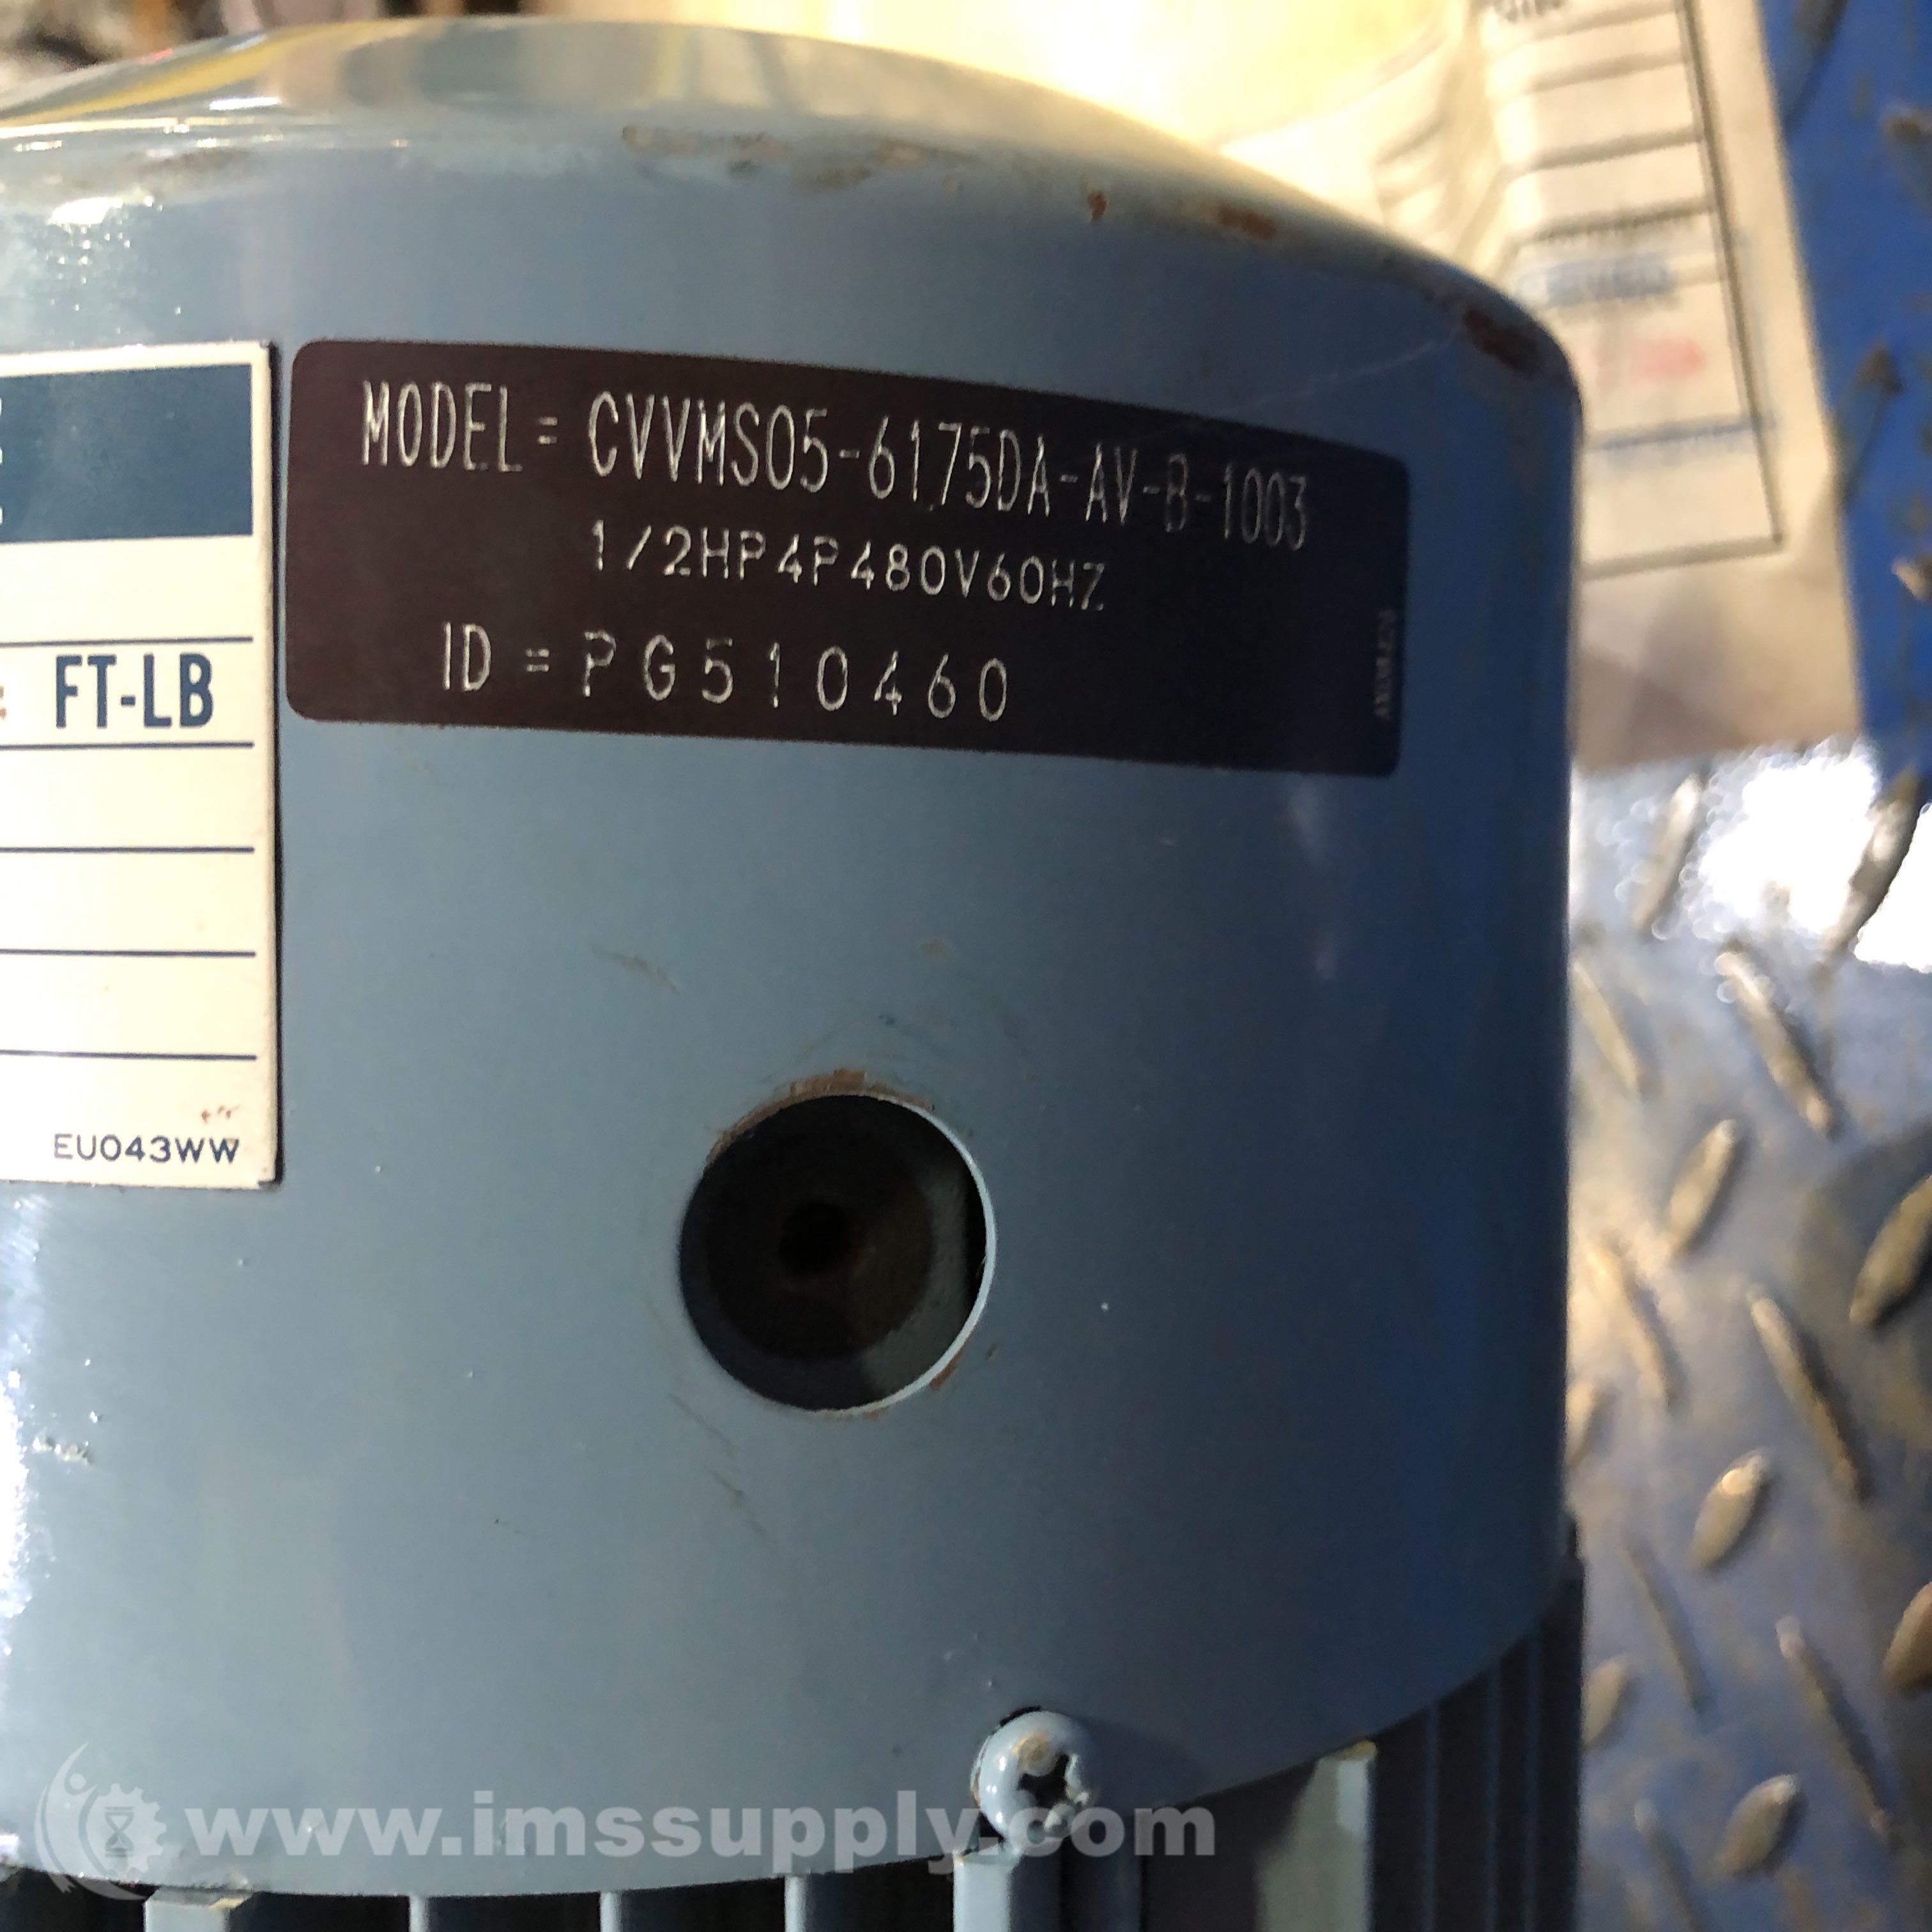 MODEL = CVVMS05-6175DA-AV-B-1003
1/2HP4P480V60HZ
ID = PG510460
FT-LB
EU043WW
www.imssupply.com